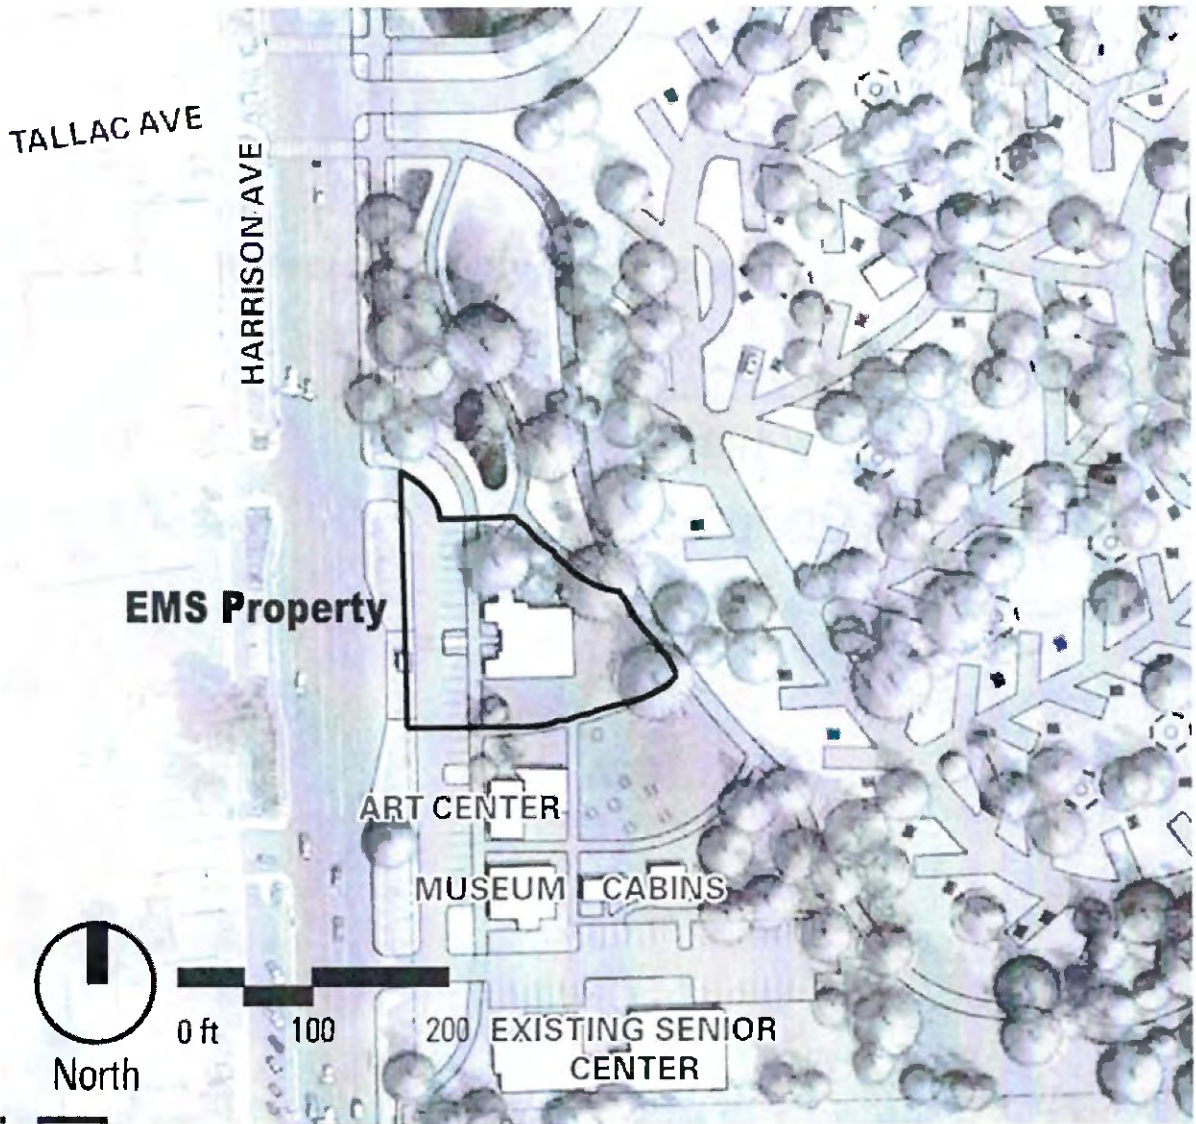 TALLAC AVE
HARRISON AVE
EMS Property
ART CENTER
MUSEUM
CABINS
0 ft 100 200
EXISTING SENIOR
CENTER
North